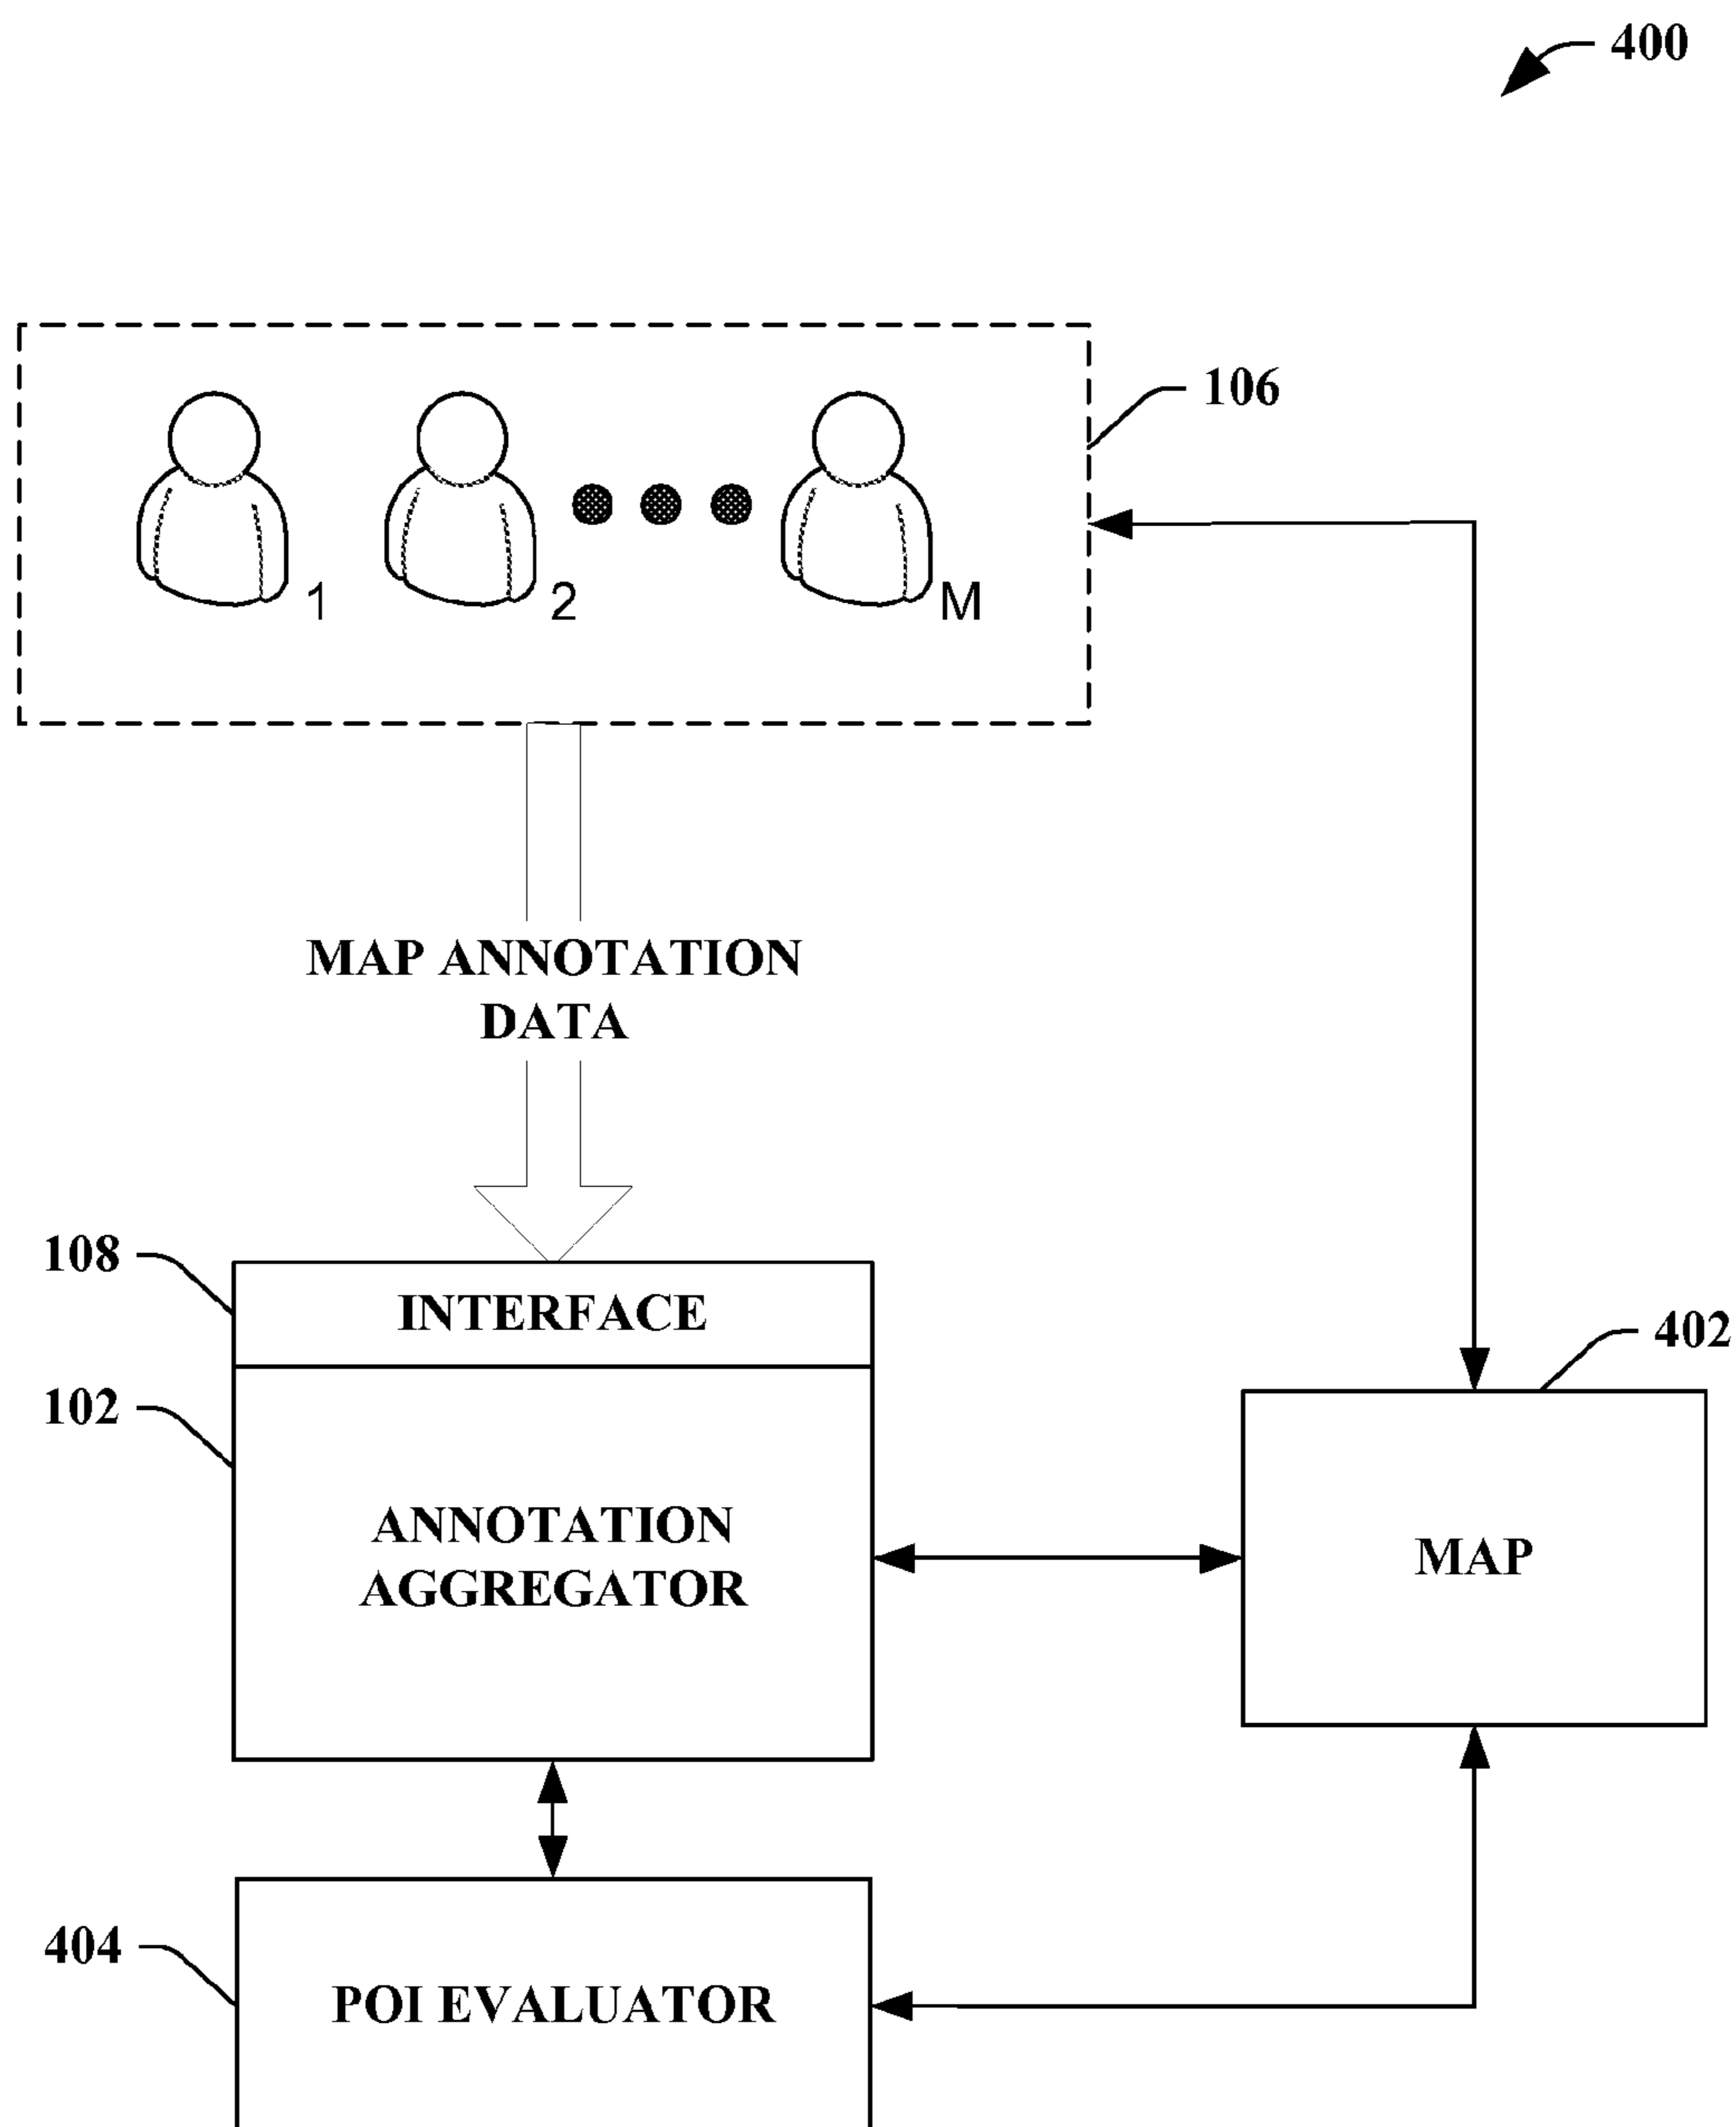 400
106
1
2
M
MAP ANNOTATION
DATA
108
INTERFACE
402
102
ANNOTATION
AGGREGATOR
MAP
404
POI EVALUATOR